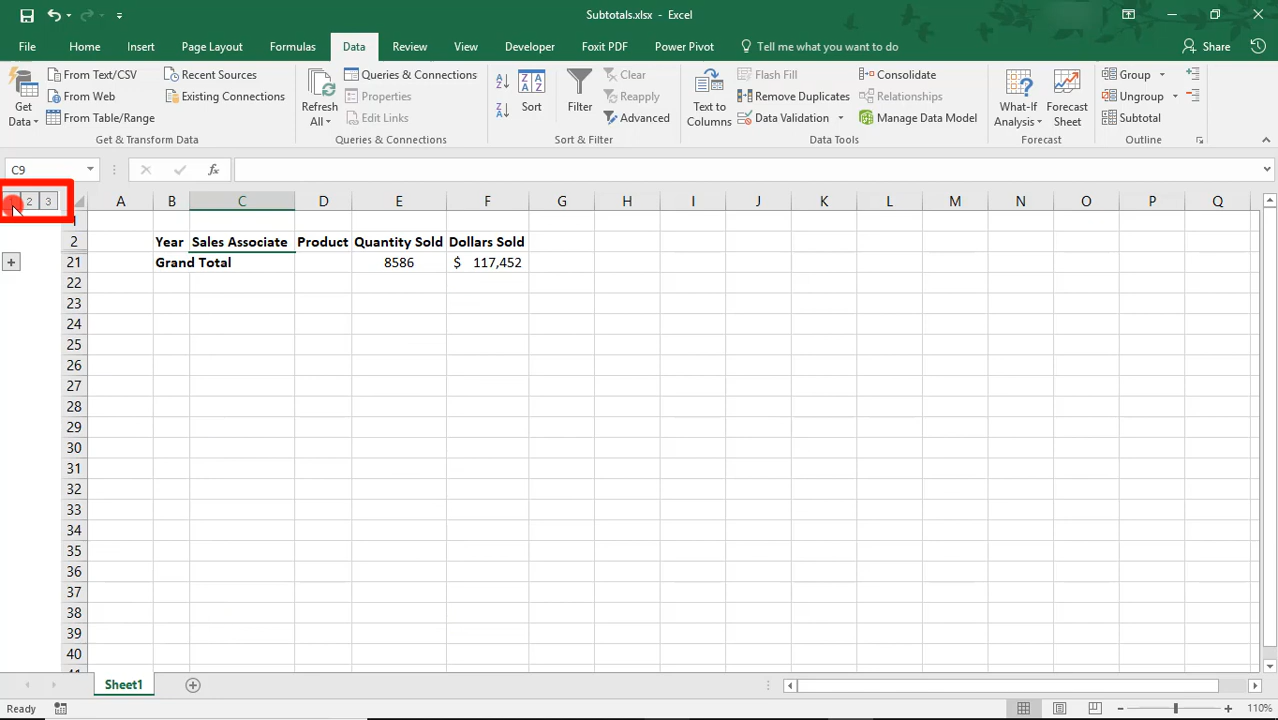 Subtotals.xlsx - Excel
File Home Insert Page Layout Formulas Data Review View Developer Foxit PDF Power Pivot Tell me what you want to do Share
Get Data
From Text/CSV
From Web
From Table/Range
Recent Sources
Existing Connections
Get & Transform Data
Refresh All
Queries & Connections
Properties
Edit Links
Queries & Connections
Sort
Filter
Clear
Reapply
Advanced
Sort & Filter
Text to Columns
Flash Fill
Remove Duplicates
Data Validation
Consolidate
Relationships
Manage Data Model
Data Tools
What-If Analysis
Forecast Sheet
Forecast
Group
Ungroup
Subtotal
Outline
C9 fx
2 3
A B C D E F G H I J K L M N O P Q
2 Year Sales Associate Product Quantity Sold Dollars Sold
21 Grand Total 8586 $ 117,452
22
23
24
25
26
27
28
29
30
31
32
33
34
35
36
37
38
39
40
Sheet1
Ready 110%